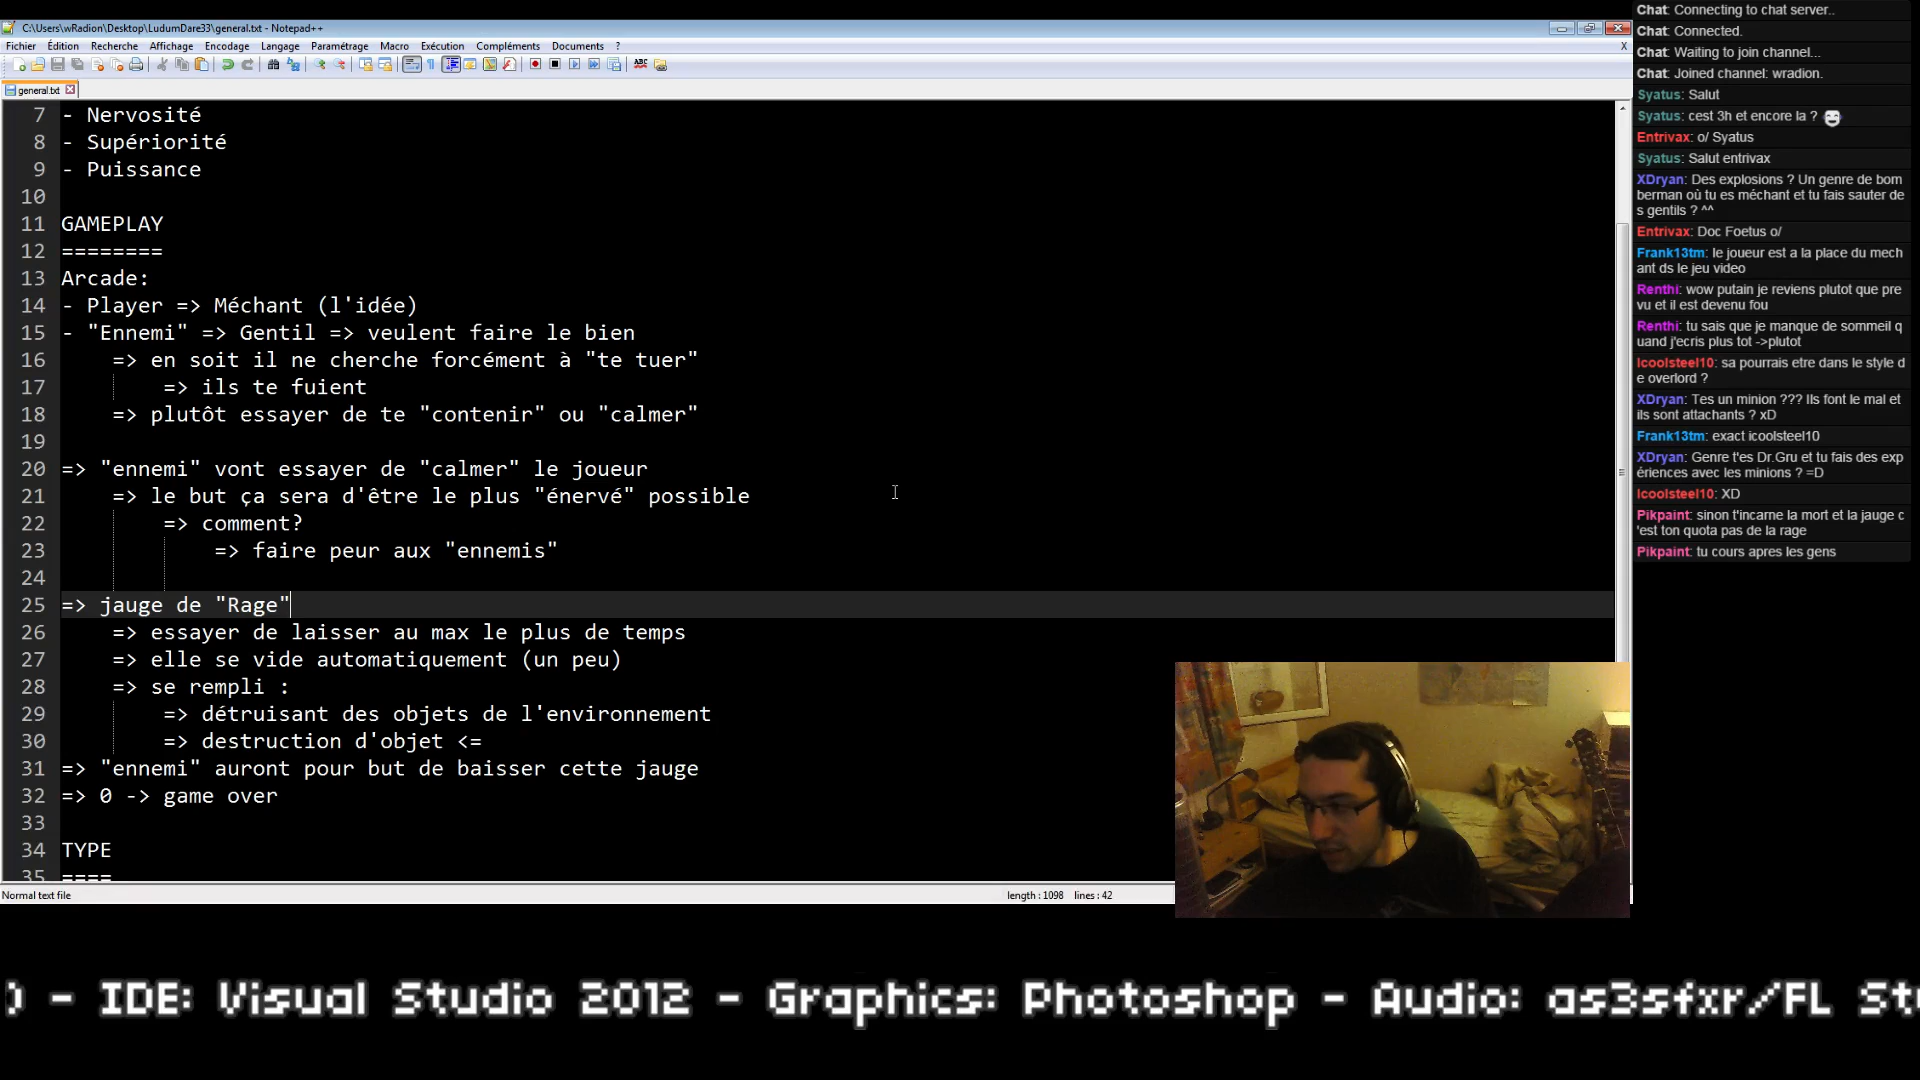 C:\Users\wRadion\Desktop\LudumDare33\general.txt - Notepad++
Fichier Édition Recherche Affichage Encodage Langage Paramétrage Macro Exécution Compléments Documents ? X
general.txt
7 - Nervosité
8 - Supériorité
9 - Puissance
10
11 GAMEPLAY
12 ========
13 Arcade:
14 - Player => Méchant (l'idée)
15 - "Ennemi" => Gentil => veulent faire le bien
16 => en soit il ne cherche forcément à "te tuer"
17 => ils te fuient
18 => plutôt essayer de te "contenir" ou "calmer"
19
20 => "ennemi" vont essayer de "calmer" le joueur
21 => le but ça sera d'être le plus "énervé" possible
22 => comment?
23 => faire peur aux "ennemis"
24
25 => jauge de "Rage"
26 => essayer de laisser au max le plus de temps
27 => elle se vide automatiquement (un peu)
28 => se rempli :
29 => détruisant des objets de l'environnement
30 => destruction d'objet <=
31 => "ennemi" auront pour but de baisser cette jauge
32 => 0 -> game over
33
34 TYPE
35 ====
Normal text file
length : 1098 lines : 42
Chat: Connecting to chat server..
Chat: Connected.
Chat: Waiting to join channel...
Chat: Joined channel: wradion.
Syatus: Salut
Syatus: cest 3h et encore la ?
Entrivax: o/ Syatus
Syatus: Salut entrivax
XDryan: Des explosions ? Un genre de bom
berman où tu es méchant et tu fais sauter de
s gentils ? ^^
Entrivax: Doc Foetus o/
Frank13tm: le joueur est a la place du mech
ant ds le jeu video
Renthi: wow putain je reviens plutot que pre
vu et il est devenu fou
Renthi: tu sais que je manque de sommeil q
uand j'ecris plus tot ->plutot
Icoolsteel10: sa pourrais etre dans le style d
e overlord ?
XDryan: Tes un minion ??? Ils font le mal et
ils sont attachants ? xD
Frank13tm: exact icoolsteel10
XDryan: Genre t'es Dr.Gru et tu fais des exp
ériences avec les minions ? =D
Icoolsteel10: XD
Pikpaint: sinon t'incarne la mort et la jauge c
'est ton quota pas de la rage
Pikpaint: tu cours apres les gens
) - IDE: Visual Studio 2012 - Graphics: Photoshop - Audio: as3sfxr/FL St